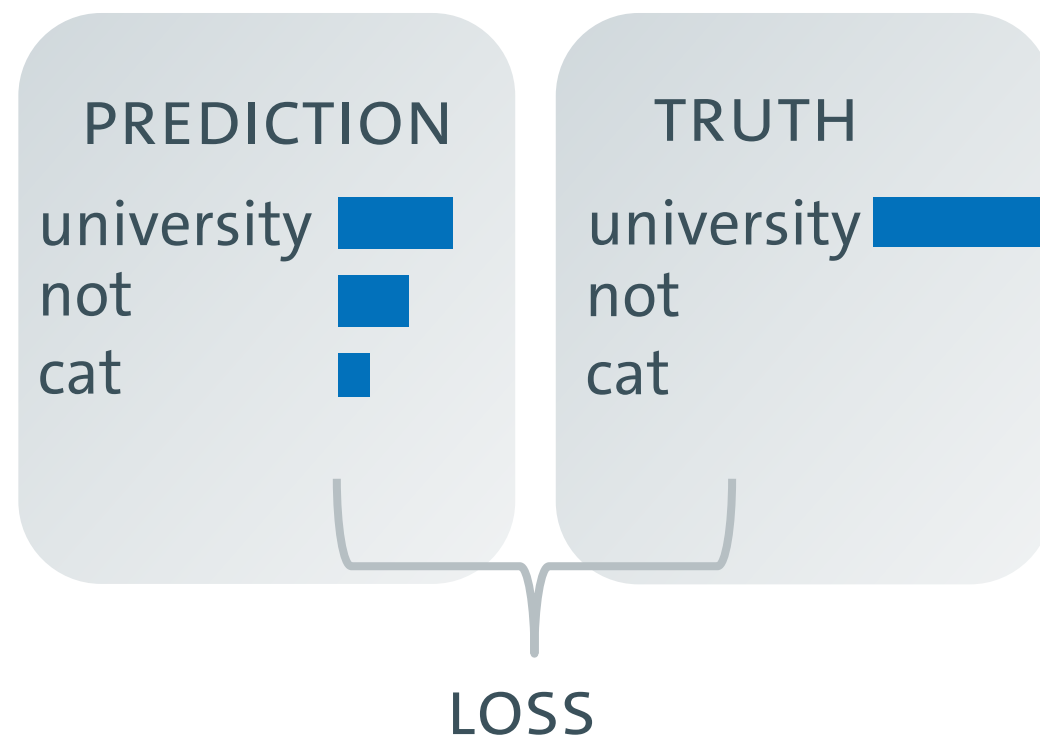 PREDICTION
university
not
cat
TRUTH
university
not
cat
LOSS